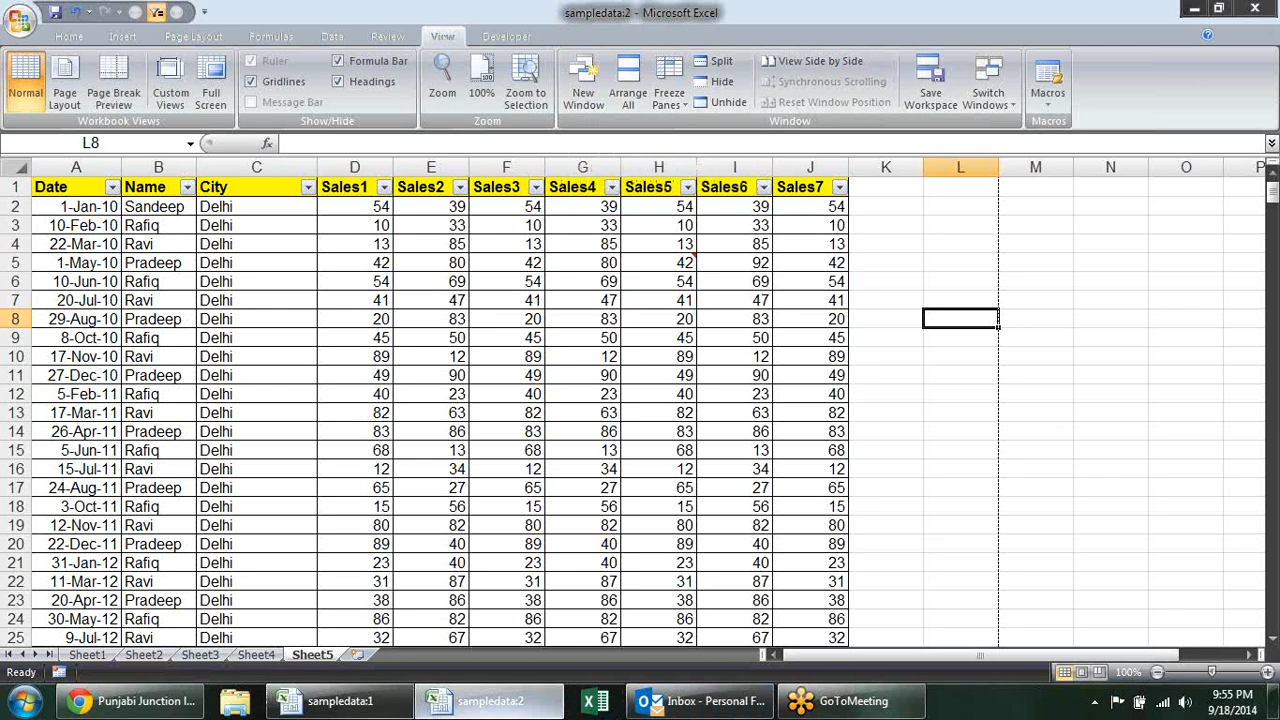 sampledata:2 - Microsoft Excel
Home Insert Page Layout Formulas Data Review View Developer
Normal Page Layout Page Break Preview Custom Views Full Screen
Workbook Views
Ruler Formula Bar
Gridlines Headings
Message Bar
Show/Hide
Zoom 100% Zoom to Selection
Zoom
New Window Arrange All Freeze Panes Split Hide Unhide
View Side by Side
Synchronous Scrolling
Reset Window Position
Save Workspace Switch Windows
Window
Macros
Macros
L8 fx
A B C D E F G H I J K L M N O P
1 Date Name City Sales1 Sales2 Sales3 Sales4 Sales5 Sales6 Sales7
2 1-Jan-10 Sandeep Delhi 54 39 54 39 54 39 54
3 10-Feb-10 Rafiq Delhi 10 33 10 33 10 33 10
4 22-Mar-10 Ravi Delhi 13 85 13 85 13 85 13
5 1-May-10 Pradeep Delhi 42 80 42 80 42 92 42
6 10-Jun-10 Rafiq Delhi 54 69 54 69 54 69 54
7 20-Jul-10 Ravi Delhi 41 47 41 47 41 47 41
8 29-Aug-10 Pradeep Delhi 20 83 20 83 20 83 20
9 8-Oct-10 Rafiq Delhi 45 50 45 50 45 50 45
10 17-Nov-10 Ravi Delhi 89 12 89 12 89 12 89
11 27-Dec-10 Pradeep Delhi 49 90 49 90 49 90 49
12 5-Feb-11 Rafiq Delhi 40 23 40 23 40 23 40
13 17-Mar-11 Ravi Delhi 82 63 82 63 82 63 82
14 26-Apr-11 Pradeep Delhi 83 86 83 86 83 86 83
15 5-Jun-11 Rafiq Delhi 68 13 68 13 68 13 68
16 15-Jul-11 Ravi Delhi 12 34 12 34 12 34 12
17 24-Aug-11 Pradeep Delhi 65 27 65 27 65 27 65
18 3-Oct-11 Rafiq Delhi 15 56 15 56 15 56 15
19 12-Nov-11 Ravi Delhi 80 82 80 82 80 82 80
20 22-Dec-11 Pradeep Delhi 89 40 89 40 89 40 89
21 31-Jan-12 Rafiq Delhi 23 40 23 40 23 40 23
22 11-Mar-12 Ravi Delhi 31 87 31 87 31 87 31
23 20-Apr-12 Pradeep Delhi 38 86 38 86 38 86 38
24 30-May-12 Rafiq Delhi 86 82 86 82 86 82 86
25 9-Jul-12 Ravi Delhi 32 67 32 67 32 67 32
Sheet1 Sheet2 Sheet3 Sheet4 Sheet5
Ready 100%
Punjabi Junction I... sampledata:1 sampledata:2 Inbox - Personal F... GoToMeeting 9:55 PM
9/18/2014